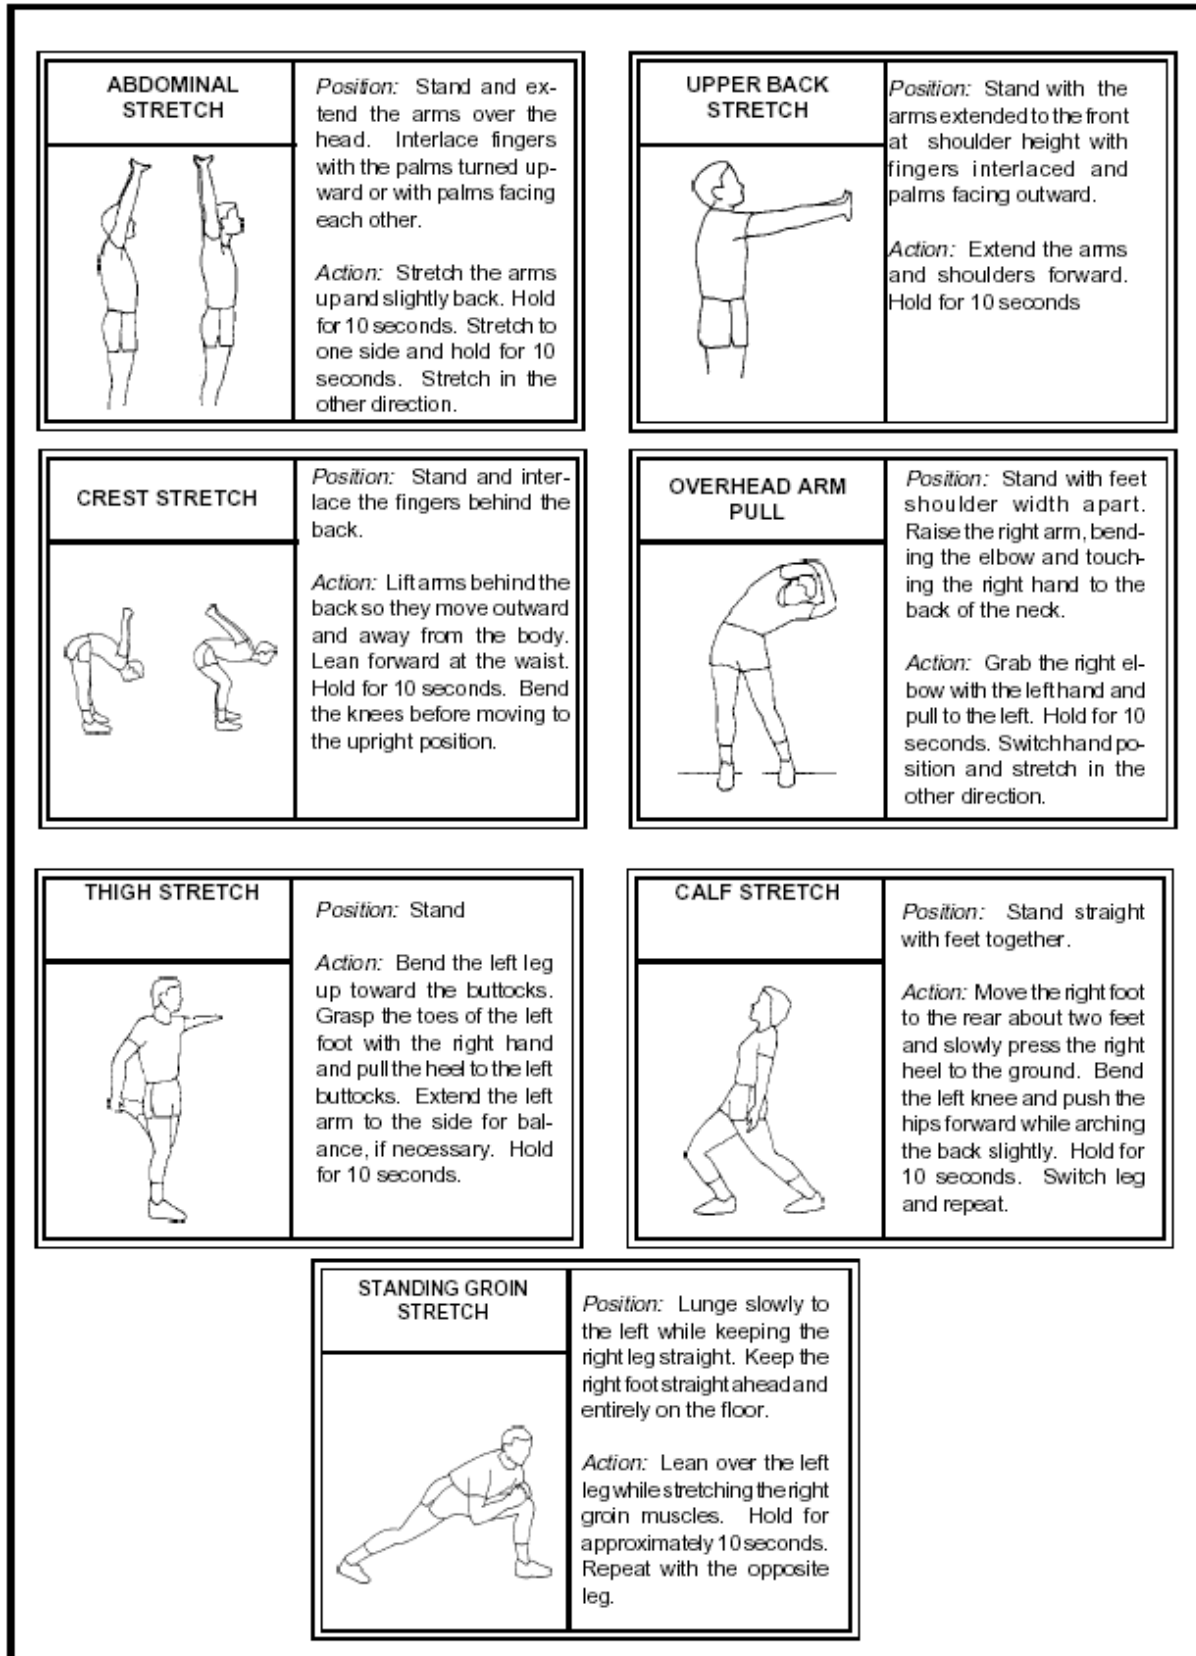 ABDOMINAL
STRETCH
Position: Stand and ex-
tend the arms over the
head. Interlace fingers
with the palms turned up-
ward or with palms facing
each other.
Action: Stretch the arms
up and slightly back. Hold
for 10 seconds. Stretch to
one side and hold for 10
seconds. Stretch in the
other direction.
UPPER BACK
STRETCH
Position: Stand with the
arms extended to the front
at shoulder height with
fingers interlaced and
palms facing outward.
Action: Extend the arms
and shoulders forward.
Hold for 10 seconds
CREST STRETCH
Position: Stand and inter-
lace the fingers behind the
back.
Action: Lift arms behind the
back so they move outward
and away from the body.
Lean forward at the waist.
Hold for 10 seconds. Bend
the knees before moving to
the upright position.
OVERHEAD ARM
PULL
Position: Stand with feet
shoulder width apart.
Raise the right arm, bend-
ing the elbow and touch-
ing the right hand to the
back of the neck.
Action: Grab the right el-
bow with the left hand and
pull to the left. Hold for 10
seconds. Switch hand po-
sition and stretch in the
other direction.
THIGH STRETCH
Position: Stand
Action: Bend the left leg
up toward the buttocks.
Grasp the toes of the left
foot with the right hand
and pull the heel to the left
buttocks. Extend the left
arm to the side for bal-
ance, if necessary. Hold
for 10 seconds.
CALF STRETCH
Position: Stand straight
with feet together.
Action: Move the right foot
to the rear about two feet
and slowly press the right
heel to the ground. Bend
the left knee and push the
hips forward while arching
the back slightly. Hold for
10 seconds. Switch leg
and repeat.
STANDING GROIN
STRETCH
Position: Lunge slowly to
the left while keeping the
right leg straight. Keep the
right foot straight ahead and
entirely on the floor.
Action: Lean over the left
leg while stretching the right
groin muscles. Hold for
approximately 10 seconds.
Repeat with the opposite
leg.